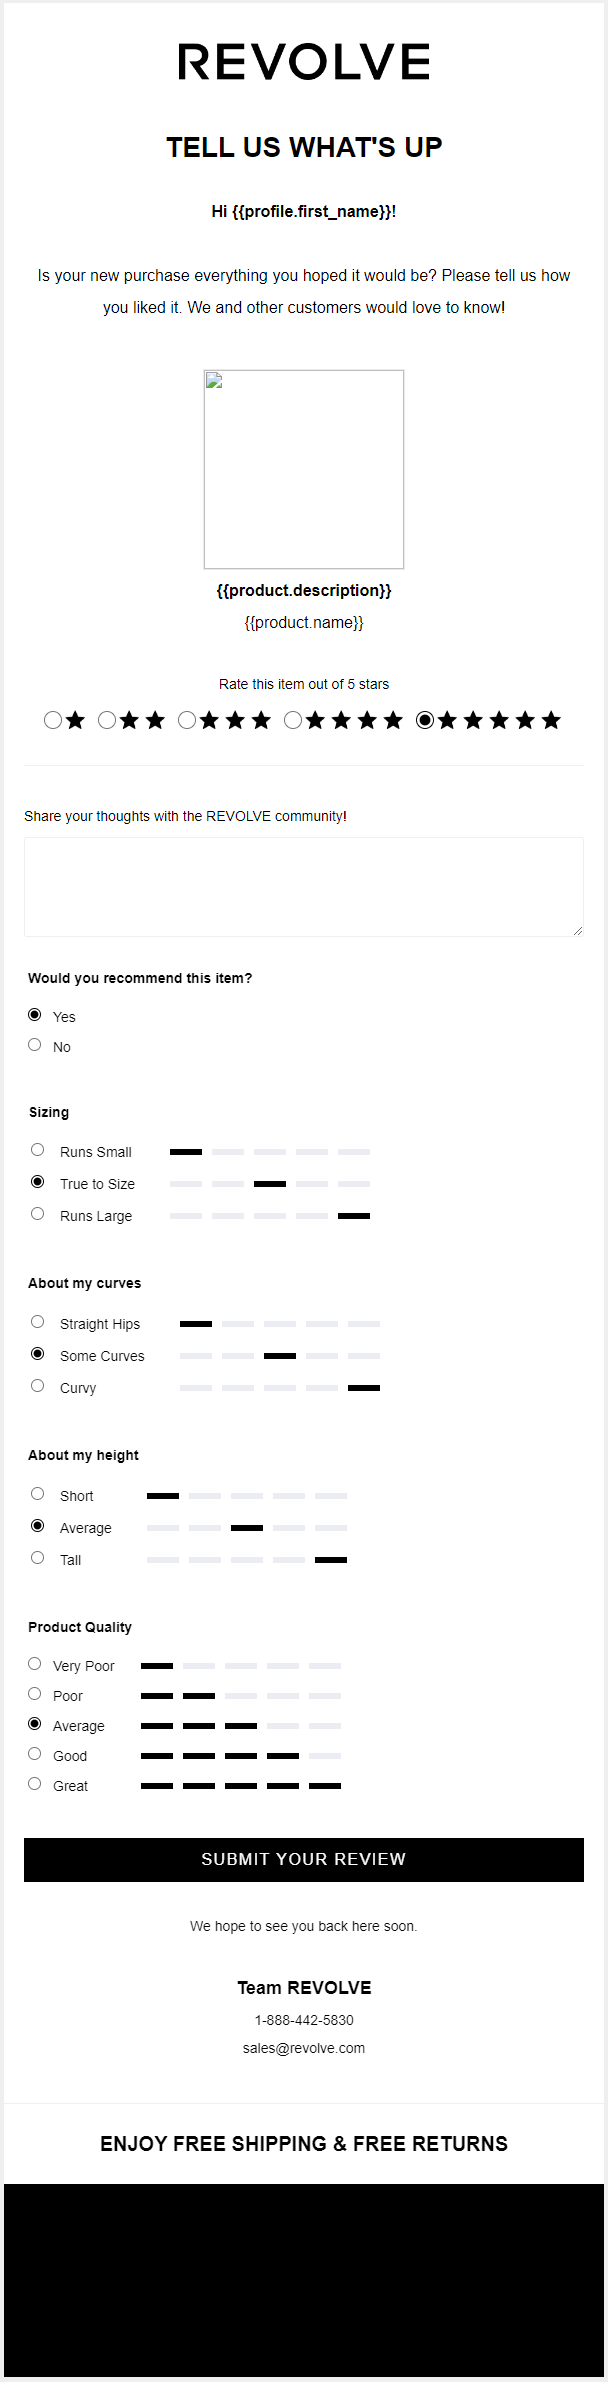 REVOLVE
TELL US WHAT'S UP
Hi {{profile.first_name}}!
Is your new purchase everything you hoped it would be? Please tell us how
you liked it. We and other customers would love to know!
{{product.description}}
{{product.name}}
Rate this item out of 5 stars
Share your thoughts with the REVOLVE community!
Would you recommend this item?
Yes
No
Sizing
Runs Small
True to Size
Runs Large
About my curves
Straight Hips
Some Curves
Curvy
About my height
Short
Average
Tall
Product Quality
Very Poor
Poor
Average
Good
Great
SUBMIT YOUR REVIEW
We hope to see you back here soon.
Team REVOLVE
1-888-442-5830
sales@revolve.com
ENJOY FREE SHIPPING & FREE RETURNS